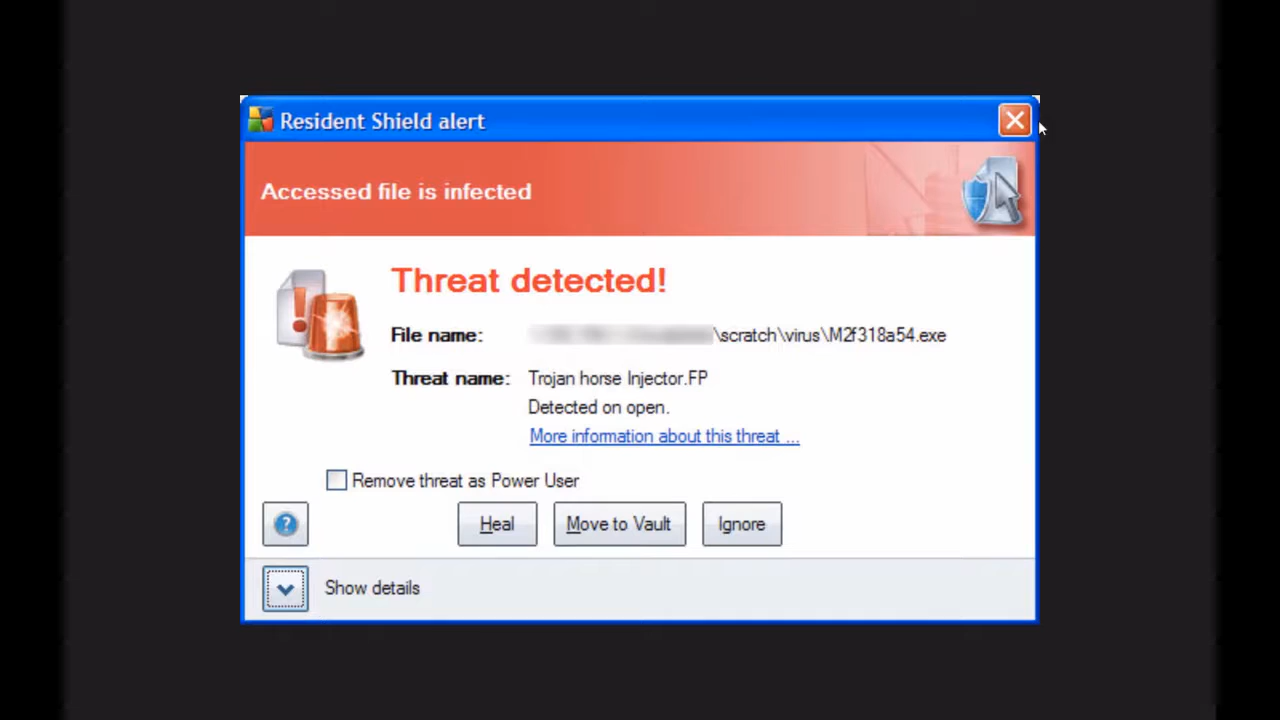 Resident Shield alert
Accessed file is infected
Threat detected!
File name: \scratch\virus\M2f318a54.exe
Threat name: Trojan horse Injector.FP
Detected on open.
More information about this threat ...
Remove threat as Power User
Heal Move to Vault Ignore
Show details